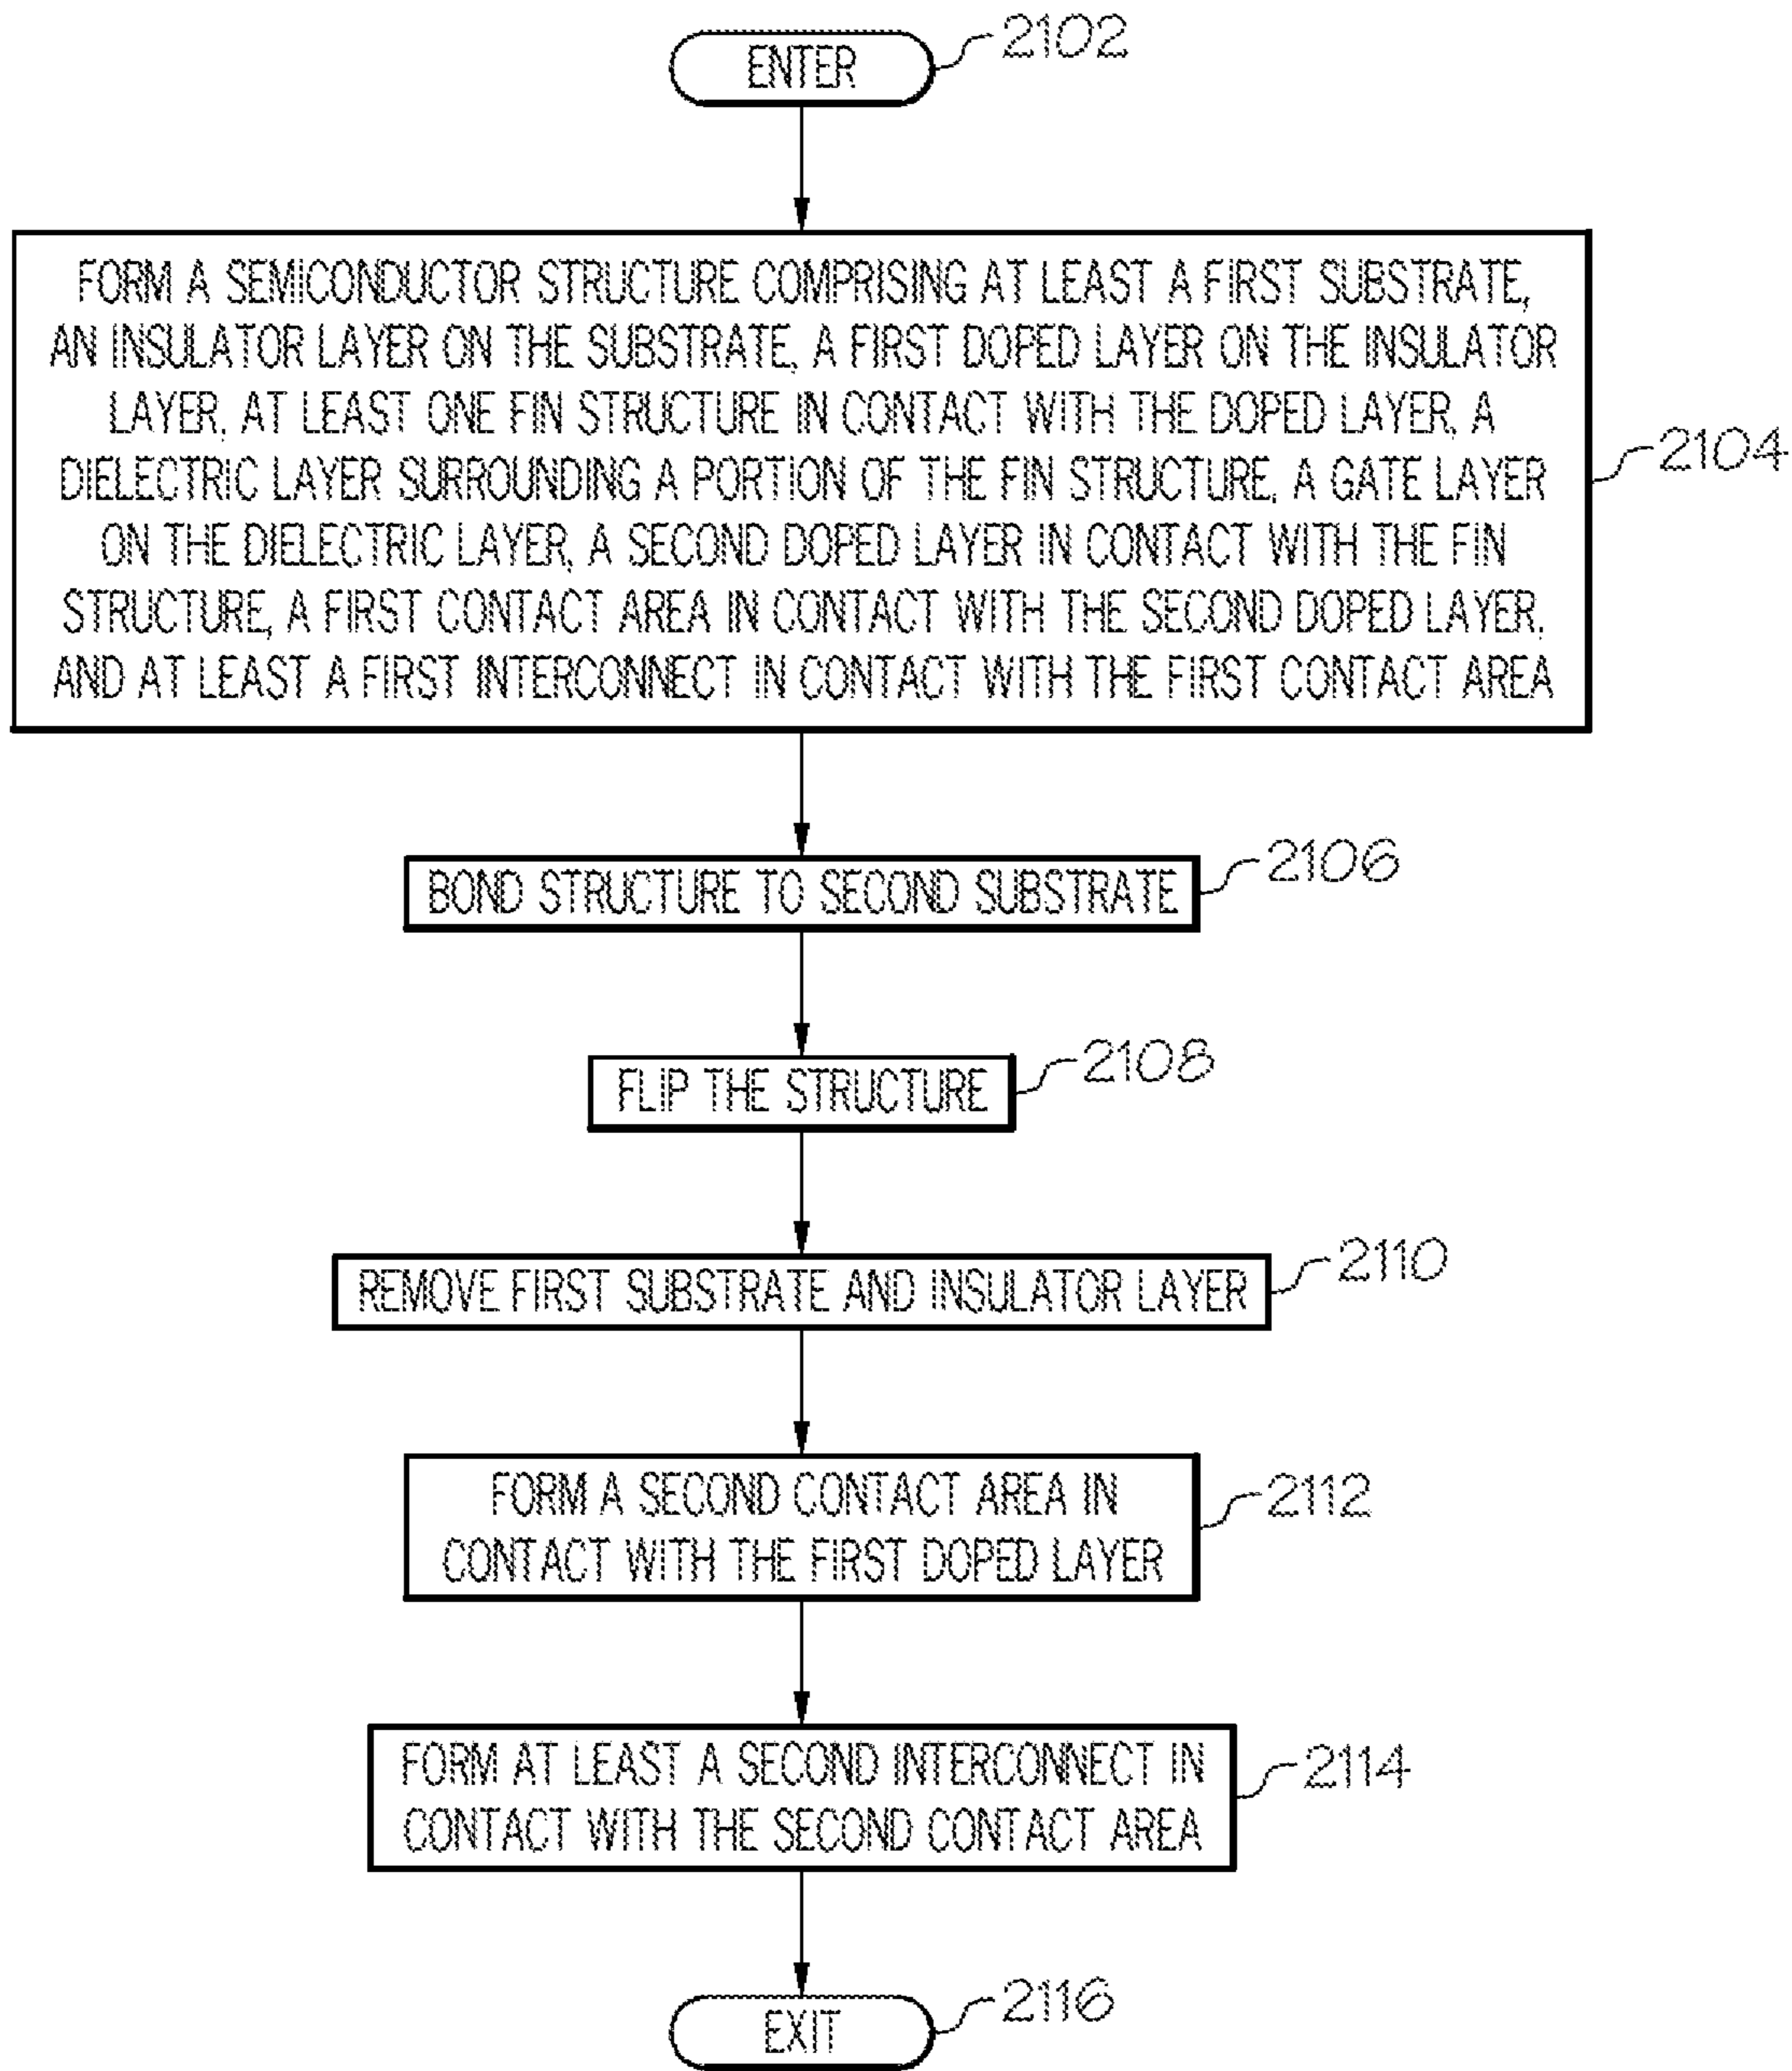 ENTER
2102
FORM A SEMICONDUCTOR STRUCTURE COMPRISING AT LEAST A FIRST SUBSTRATE,
AN INSULATOR LAYER ON THE SUBSTRATE, A FIRST DOPED LAYER ON THE INSULATOR
LAYER, AT LEAST ONE FIN STRUCTURE IN CONTACT WITH THE DOPED LAYER, A
DIELECTRIC LAYER SURROUNDING A PORTION OF THE FIN STRUCTURE, A GATE LAYER
ON THE DIELECTRIC LAYER, A SECOND DOPED LAYER IN CONTACT WITH THE FIN
STRUCTURE, A FIRST CONTACT AREA IN CONTACT WITH THE SECOND DOPED LAYER,
AND AT LEAST A FIRST INTERCONNECT IN CONTACT WITH THE FIRST CONTACT AREA
2104
BOND STRUCTURE TO SECOND SUBSTRATE
2106
FLIP THE STRUCTURE
2108
REMOVE FIRST SUBSTRATE AND INSULATOR LAYER
2110
FORM A SECOND CONTACT AREA IN
CONTACT WITH THE FIRST DOPED LAYER
2112
FORM AT LEAST A SECOND INTERCONNECT IN
CONTACT WITH THE SECOND CONTACT AREA
2114
EXIT
2116